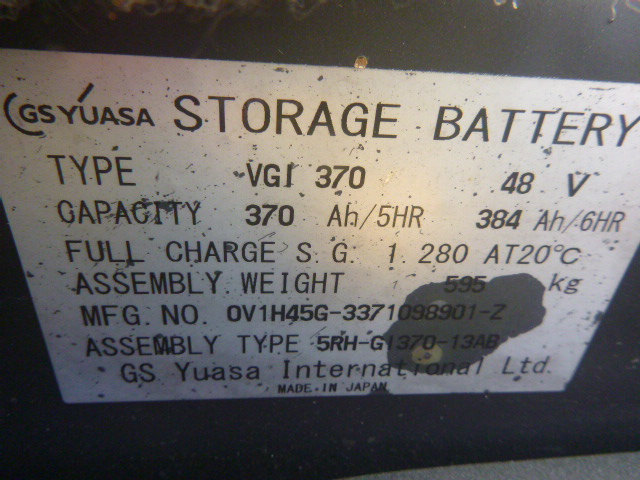 GS YUASA STORAGE BATTERY
TYPE VGI 370 48 V
CAPACITY 370 Ah/5HR 384 Ah/6HR
FULL CHARGE S.G. 1.280 AT20°C
ASSEMBLY WEIGHT 595 kg
MFG.NO. 0V1H45G-3371098901-Z
ASSEMBLY TYPE 5RH-G1370-13AB
GS Yuasa International Ltd.
MADE IN JAPAN